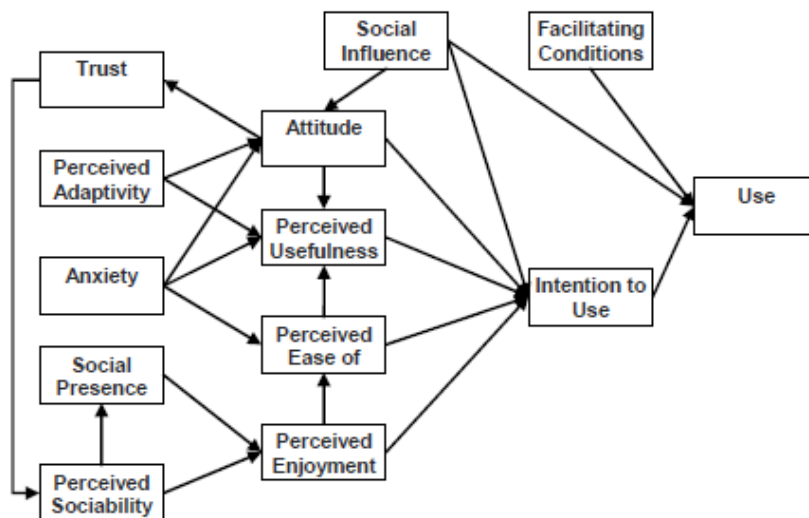 Social
Influence
Facilitating
Conditions
Trust
Attitude
Perceived
Adaptivity
Use
Perceived
Usefulness
Anxiety
Intention to
Use
Perceived
Ease of
Social
Presence
Perceived
Enjoyment
Perceived
Sociability